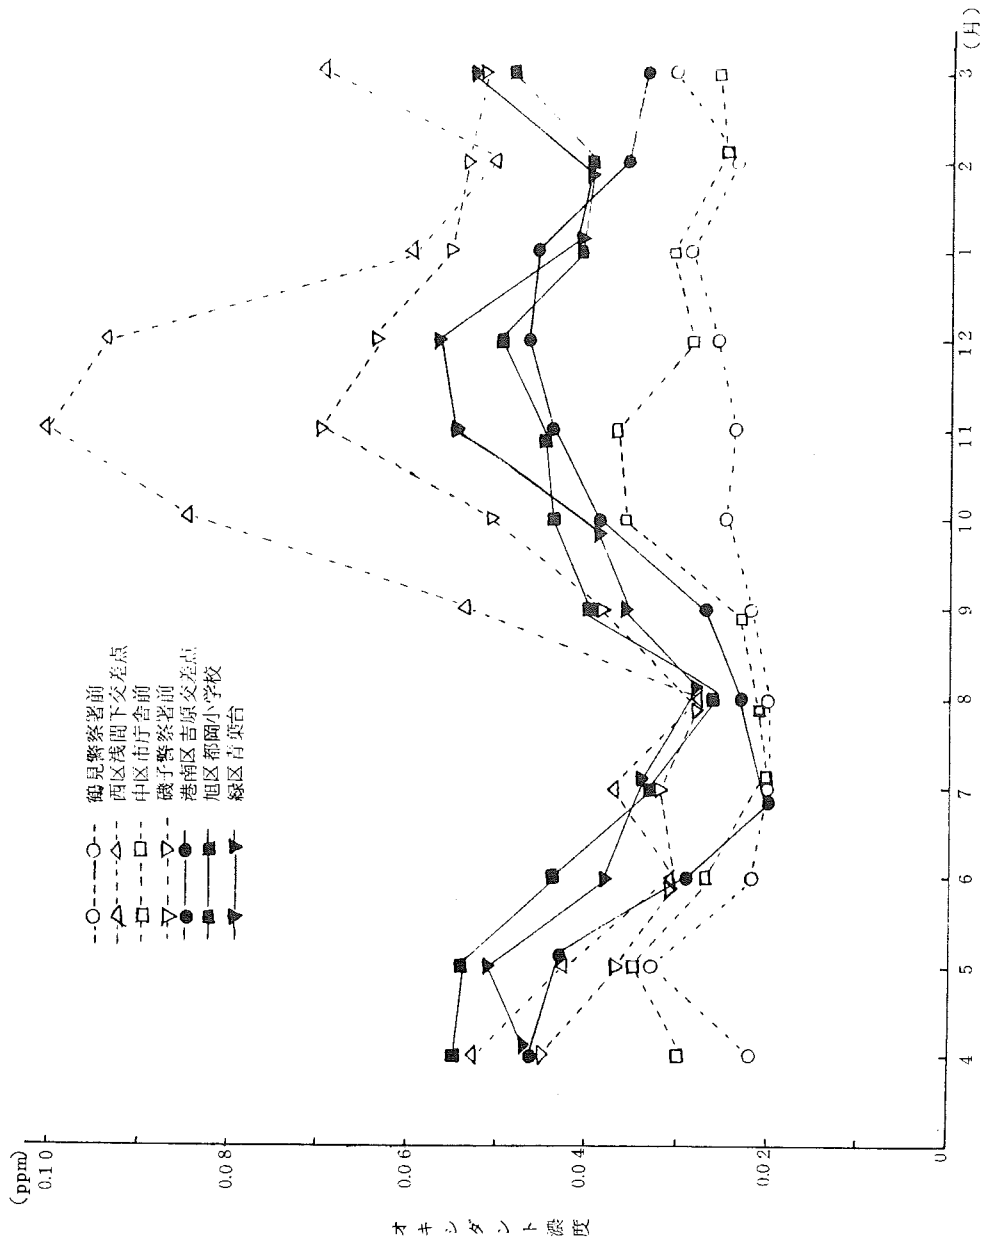 (ppm)
0.10
0.08
0.06
0.04
0.02
0
オキシダント濃度
鶴見警察署前
西区浅間下交差点
中区市庁舎前
磯子警察署前
港南区吉原交差点
旭区都岡小学校
緑区青葉台
4 5 6 7 8 9 10 11 12 1 2 3 (月)